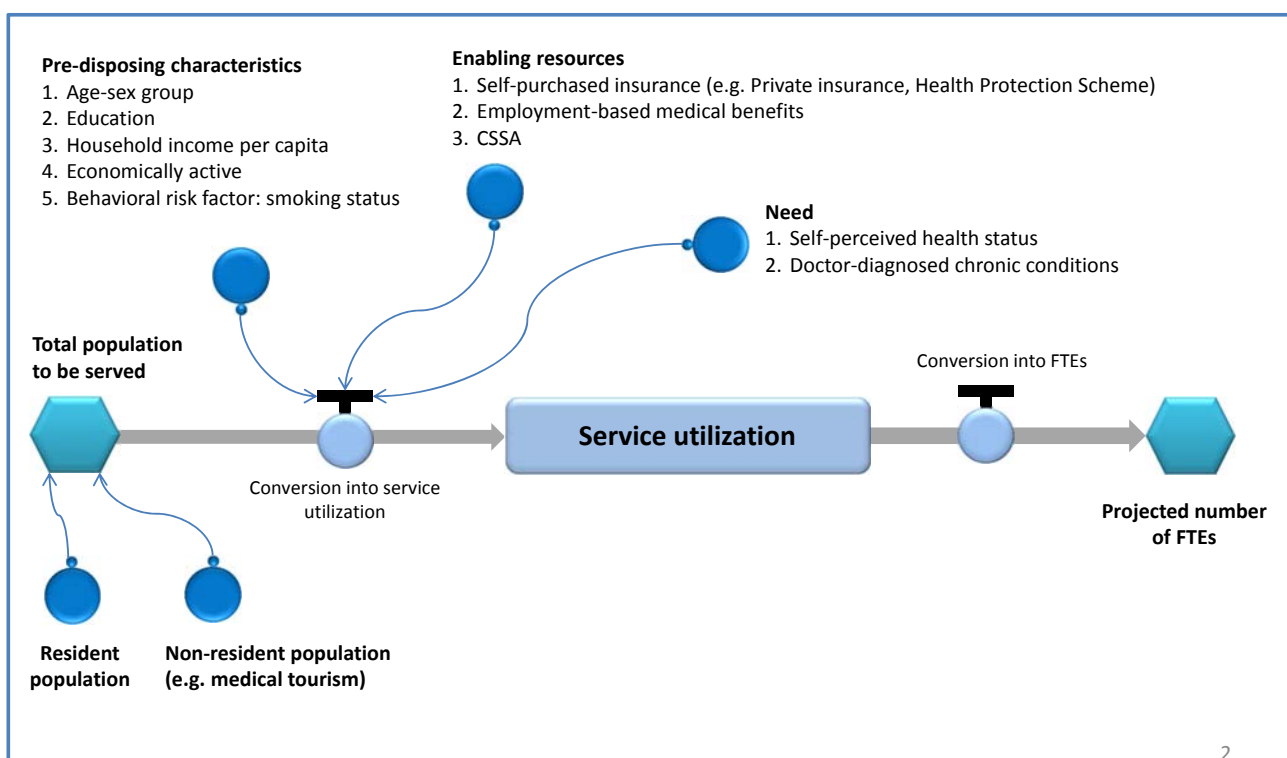 Pre-disposing characteristics
1. Age-sex group
2. Education
3. Household income per capita
4. Economically active
5. Behavioral risk factor: smoking status
Enabling resources
1. Self-purchased insurance (e.g. Private insurance, Health Protection Scheme)
2. Employment-based medical benefits
3. CSSA
Need
1. Self-perceived health status
2. Doctor-diagnosed chronic conditions
Total population
to be served
Conversion into service
utilization
Service utilization
Conversion into FTEs
Projected number
of FTEs
Resident
population
Non-resident population
(e.g. medical tourism)
2